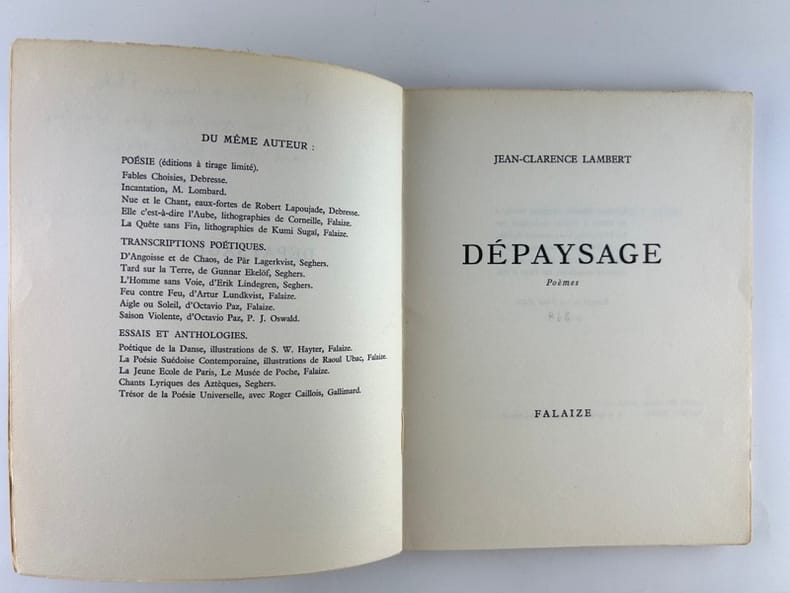 DU MÊME AUTEUR :
POÉSIE (éditions à tirage limité).
Fables Choisies, Debresse.
Incantation, M. Lombard.
Nue et le Chant, eaux-fortes de Robert Lapoujade, Debresse.
Elle c'est-à-dire l'Aube, lithographies de Corneille, Falaize.
La Quête sans Fin, lithographies de Kumi Sugaï, Falaize.
TRANSCRIPTIONS POÉTIQUES.
D'Angoisse et de Chaos, de Pär Lagerkvist, Seghers.
Tard sur la Terre, de Gunnar Ekelöf, Seghers.
L'Homme sans Voie, d'Erik Lindegren, Seghers.
Feu contre Feu, d'Artur Lundkvist, Falaize.
Aigle ou Soleil, d'Octavio Paz, Falaize.
Saison Violente, d'Octavio Paz, P. J. Oswald.
ESSAIS ET ANTHOLOGIES.
Poétique de la Danse, illustrations de S. W. Hayter, Falaize.
La Poésie Suédoise Contemporaine, illustrations de Raoul Ubac, Falaize.
La Jeune Ecole de Paris, Le Musée de Poche, Falaize.
Chants Lyriques des Aztèques, Seghers.
Trésor de la Poésie Universelle, avec Roger Caillois, Gallimard.
JEAN-CLARENCE LAMBERT
DÉPAYSAGE
Poèmes
FALAIZE